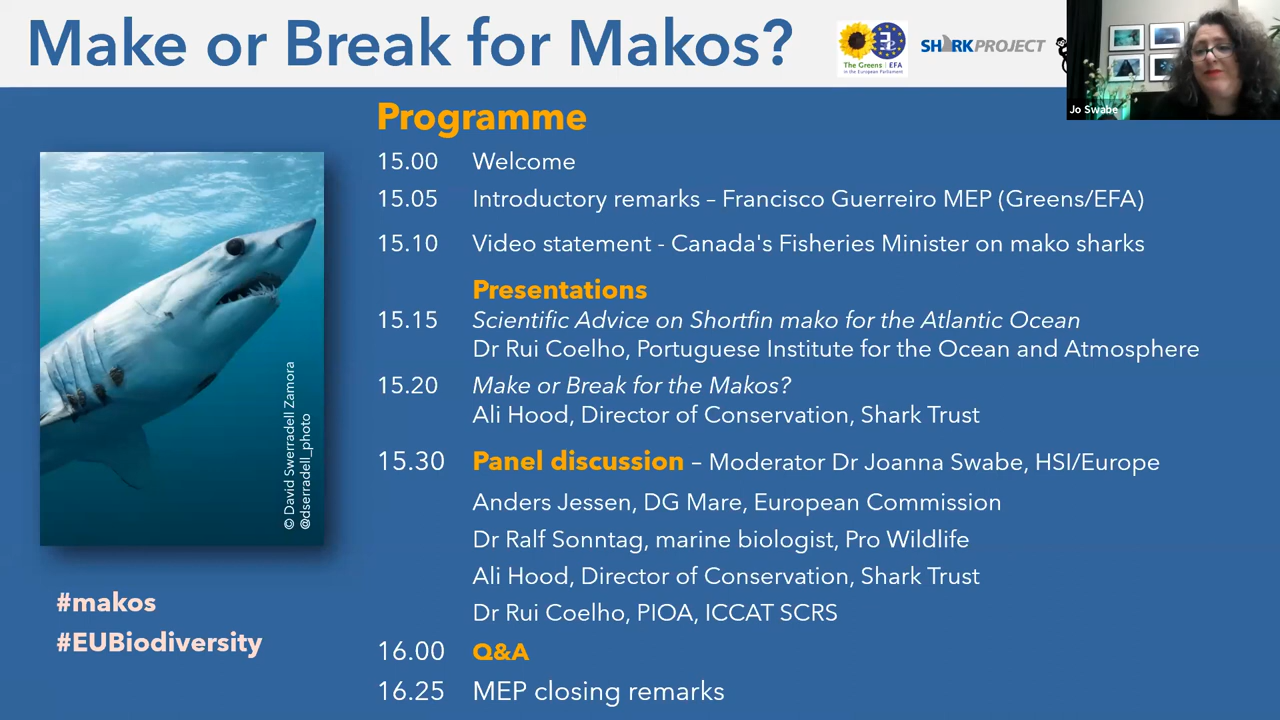 Make or Break for Makos?
The Greens | EFA
in the European Parliament
SHARKPROJECT
Jo Swabe
Programme
15.00 Welcome
15.05 Introductory remarks – Francisco Guerreiro MEP (Greens/EFA)
15.10 Video statement - Canada's Fisheries Minister on mako sharks
Presentations
15.15 Scientific Advice on Shortfin mako for the Atlantic Ocean
Dr Rui Coelho, Portuguese Institute for the Ocean and Atmosphere
15.20 Make or Break for the Makos?
Ali Hood, Director of Conservation, Shark Trust
15.30 Panel discussion – Moderator Dr Joanna Swabe, HSI/Europe
Anders Jessen, DG Mare, European Commission
Dr Ralf Sonntag, marine biologist, Pro Wildlife
Ali Hood, Director of Conservation, Shark Trust
Dr Rui Coelho, PIOA, ICCAT SCRS
16.00 Q&A
16.25 MEP closing remarks
© David Swerradell Zamora
@dserradell_photo
#makos
#EUBiodiversity